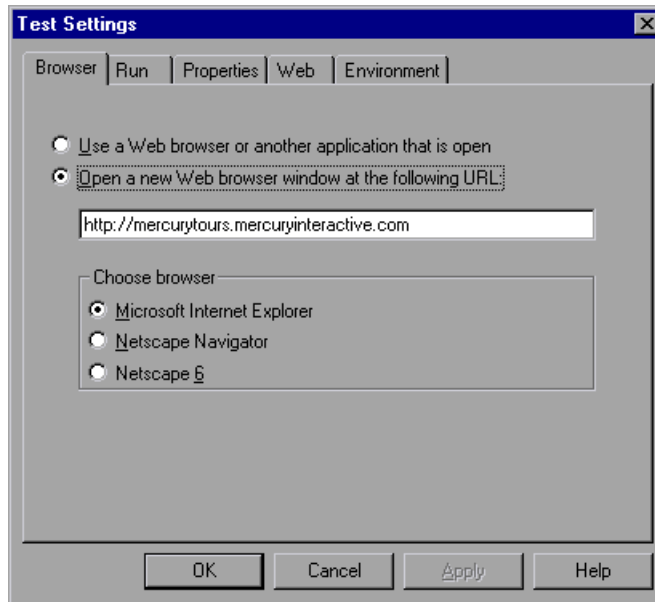 Test Settings
Browser Run Properties Web Environment
Use a Web browser or another application that is open
Open a new Web browser window at the following URL:
http://mercurytours.mercuryinteractive.com
Choose browser
Microsoft Internet Explorer
Netscape Navigator
Netscape 6
OK Cancel Apply Help